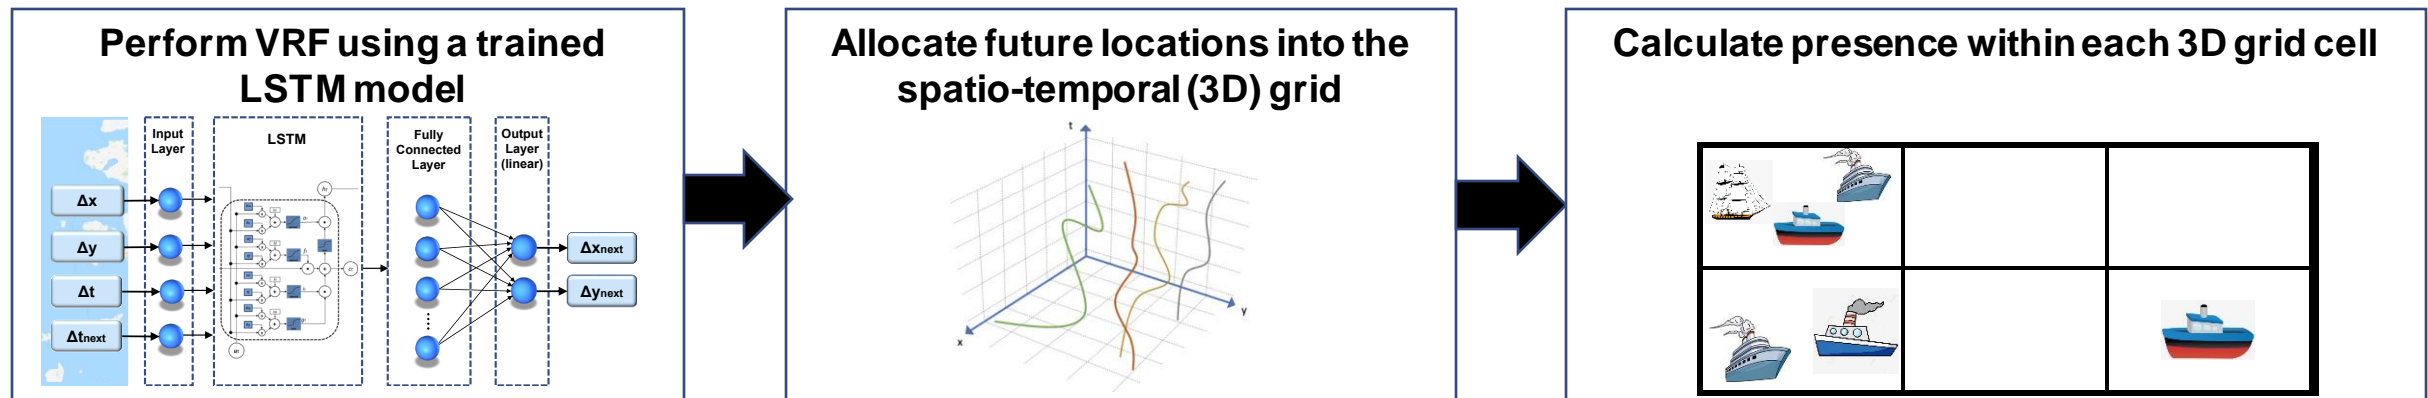 Perform VRF using a trained
LSTM model
Input
Layer
LSTM
Fully
Connected
Layer
Output
Layer
(linear)
Δx
Δy
Δt
Δtnext
Δxnext
Δynext
Allocate future locations into the
spatio-temporal (3D) grid
t
x
y
Calculate presence within each 3D grid cell